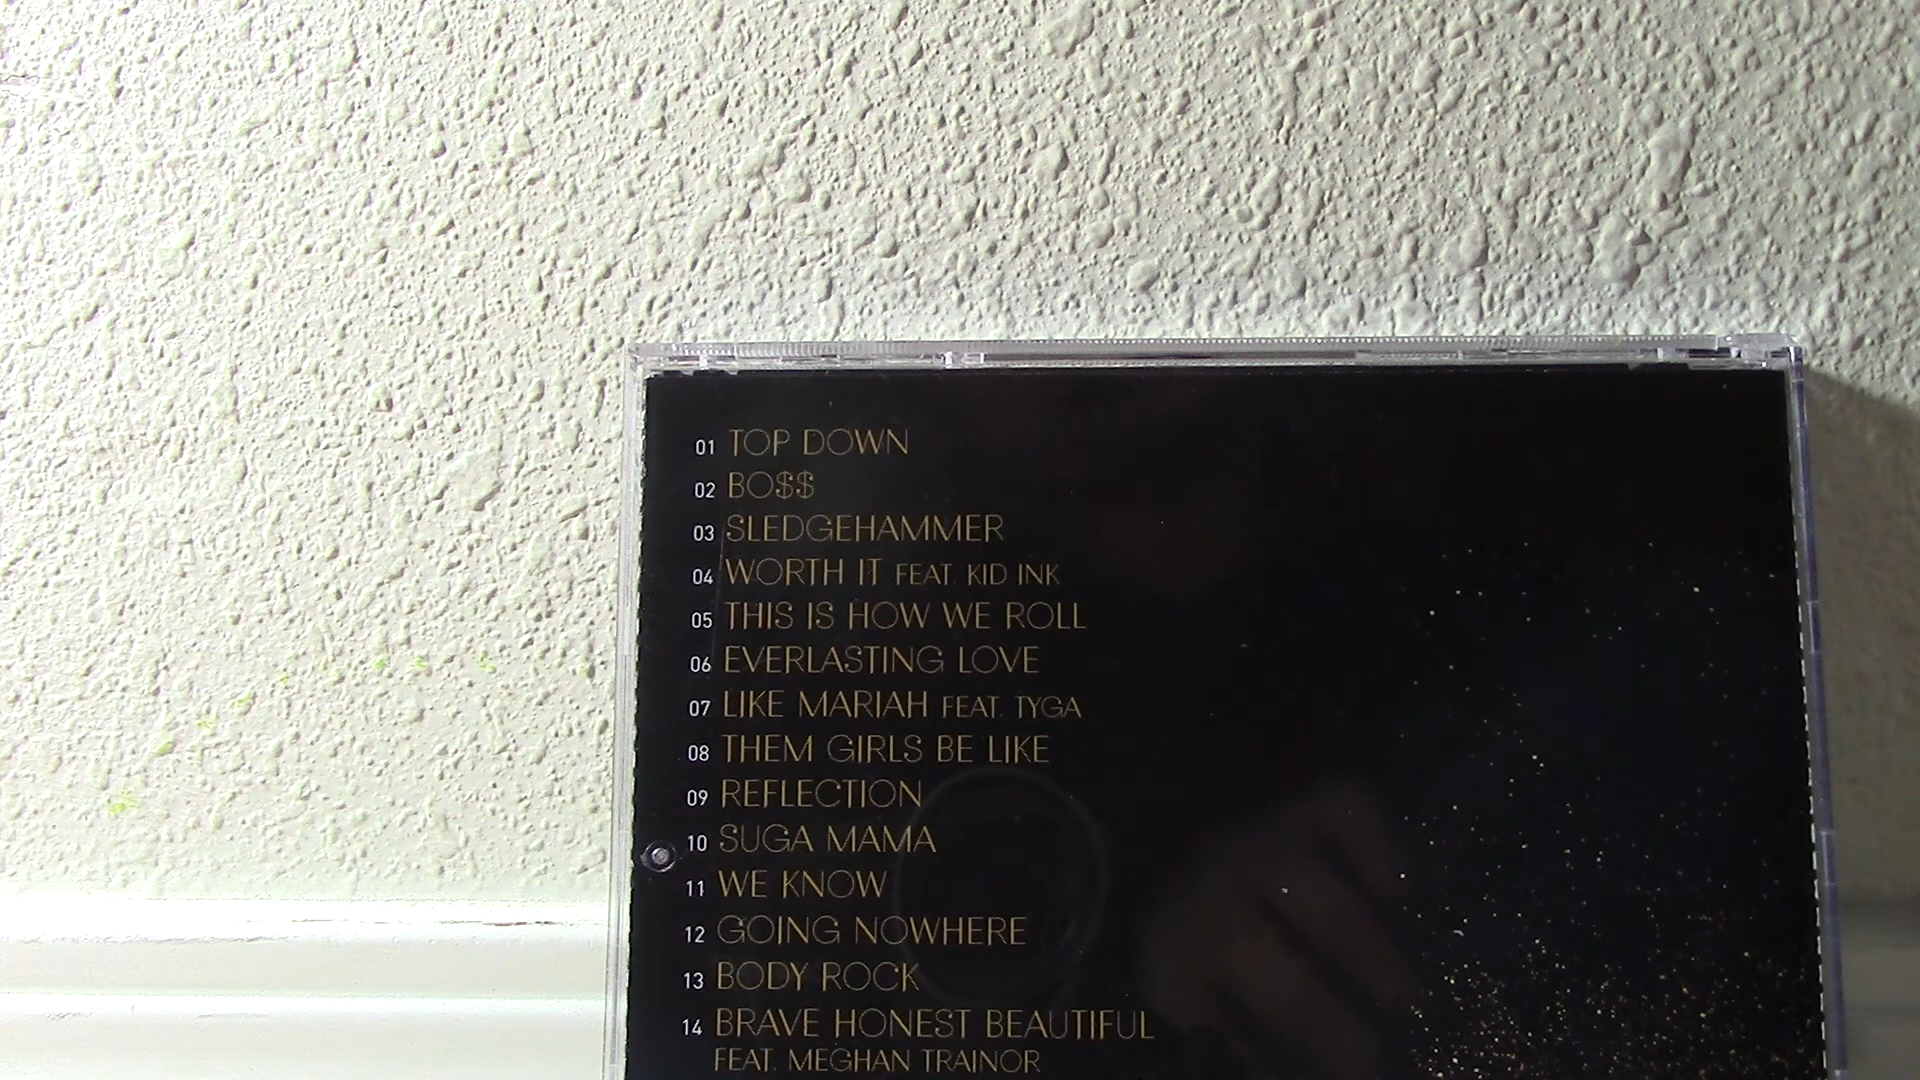 01 TOP DOWN
02 BO$$
03 SLEDGEHAMMER
04 WORTH IT FEAT. KID INK
05 THIS IS HOW WE ROLL
06 EVERLASTING LOVE
07 LIKE MARIAH FEAT. TYGA
08 THEM GIRLS BE LIKE
09 REFLECTION
10 SUGA MAMA
11 WE KNOW
12 GOING NOWHERE
13 BODY ROCK
14 BRAVE HONEST BEAUTIFUL
FEAT. MEGHAN TRAINOR